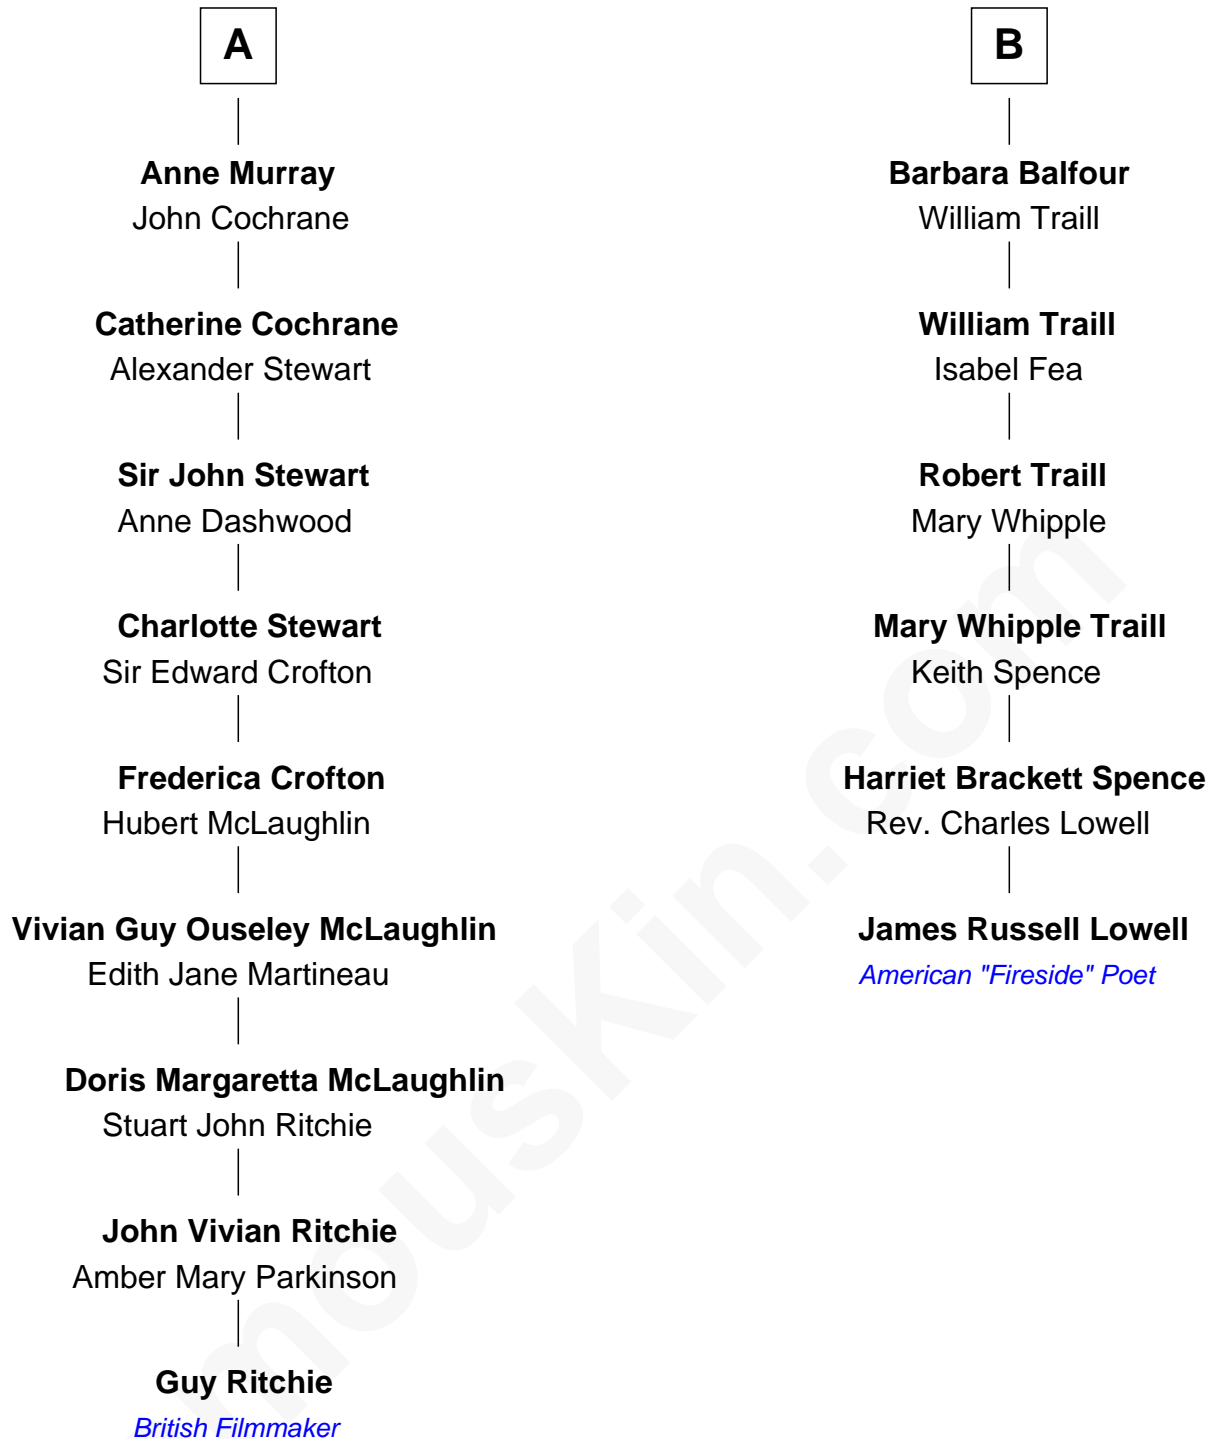 A
Anne Murray
John Cochrane
Catherine Cochrane
Alexander Stewart
Sir John Stewart
Anne Dashwood
Charlotte Stewart
Sir Edward Crofton
Frederica Crofton
Hubert McLaughlin
Vivian Guy Ouseley McLaughlin
Edith Jane Martineau
Doris Margaretta McLaughlin
Stuart John Ritchie
John Vivian Ritchie
Amber Mary Parkinson
Guy Ritchie
British Filmmaker
B
Barbara Balfour
William Traill
William Traill
Isabel Fea
Robert Traill
Mary Whipple
Mary Whipple Traill
Keith Spence
Harriet Brackett Spence
Rev. Charles Lowell
James Russell Lowell
American "Fireside" Poet
mousKin.com